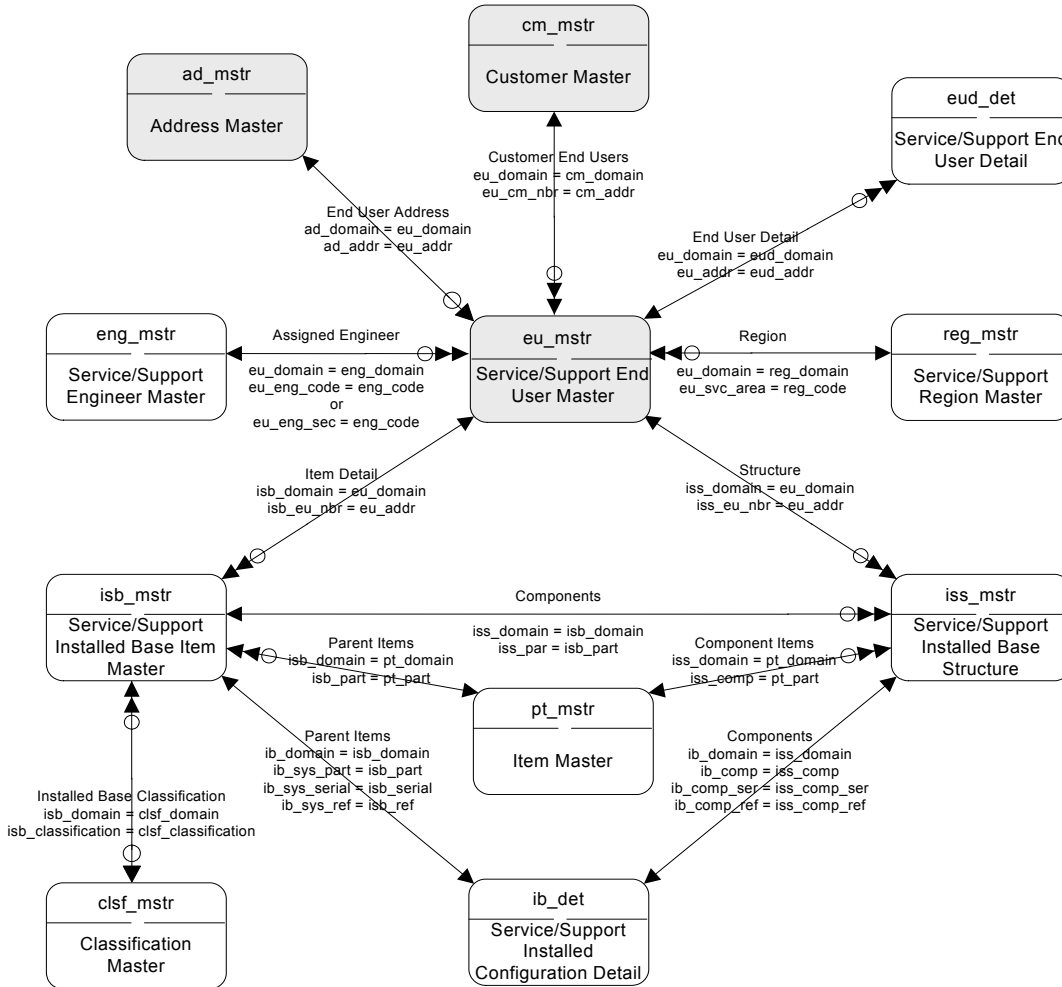 cm_mstr
Customer Master
ad_mstr
Address Master
eud_det
Service/Support End
User Detail
Customer End Users
eu_domain = cm_domain
eu_cm_nbr = cm_addr
End User Address
ad_domain = eu_domain
ad_addr = eu_addr
End User Detail
eu_domain = eud_domain
eu_addr = eud_addr
eng_mstr
Service/Support
Engineer Master
Assigned Engineer
eu_domain = eng_domain
eu_eng_code = eng_code
or
eu_eng_sec = eng_code
eu_mstr
Service/Support End
User Master
Region
eu_domain = reg_domain
eu_svc_area = reg_code
reg_mstr
Service/Support
Region Master
Item Detail
isb_domain = eu_domain
isb_eu_nbr = eu_addr
Structure
iss_domain = eu_domain
iss_eu_nbr = eu_addr
isb_mstr
Service/Support
Installed Base Item
Master
Components
iss_domain = isb_domain
iss_par = isb_part
iss_mstr
Service/Support
Installed Base
Structure
Parent Items
isb_domain = pt_domain
isb_part = pt_part
Component Items
iss_domain = pt_domain
iss_comp = pt_part
pt_mstr
Item Master
Parent Items
ib_domain = isb_domain
ib_sys_part = isb_part
ib_sys_serial = isb_serial
ib_sys_ref = isb_ref
Components
ib_domain = iss_domain
ib_comp = iss_comp
ib_comp_ser = iss_comp_ser
ib_comp_ref = iss_comp_ref
Installed Base Classification
isb_domain = clsf_domain
isb_classification = clsf_classification
clsf_mstr
Classification
Master
ib_det
Service/Support
Installed
Configuration Detail